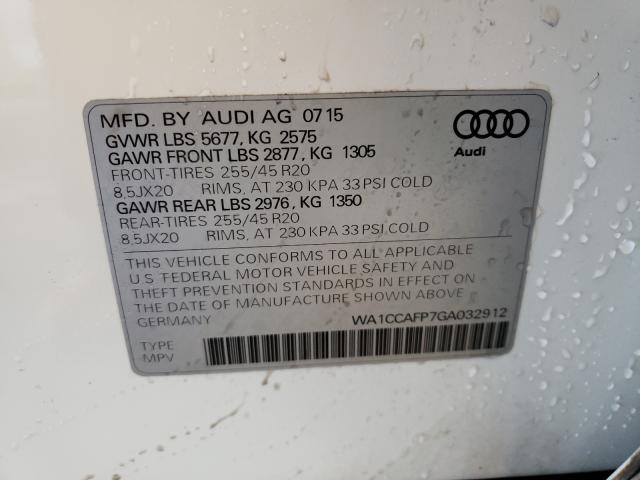 MFD. BY AUDI AG 07 15
GVWR LBS 5677, KG 2575
GAWR FRONT LBS 2877, KG 1305
FRONT-TIRES 255/45 R20
8,5JX20 RIMS, AT 230 KPA 33 PSI COLD
GAWR REAR LBS 2976, KG 1350
REAR-TIRES 255/45 R20
8,5JX20 RIMS, AT 230 KPA 33 PSI COLD
Audi
THIS VEHICLE CONFORMS TO ALL APPLICABLE
U.S. FEDERAL MOTOR VEHICLE SAFETY AND
THEFT PREVENTION STANDARDS IN EFFECT ON
THE DATE OF MANUFACTURE SHOWN ABOVE
GERMANY
WA1CCAFP7GA032912
TYPE
MPV